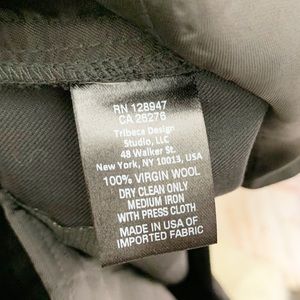 RN 128947
CA 26276
Tribeca Design
Studio, LLC
48 Walker St.
New York, NY 10013, USA
100% VIRGIN WOOL
DRY CLEAN ONLY
MEDIUM IRON
WITH PRESS CLOTH
MADE IN USA OF
IMPORTED FABRIC